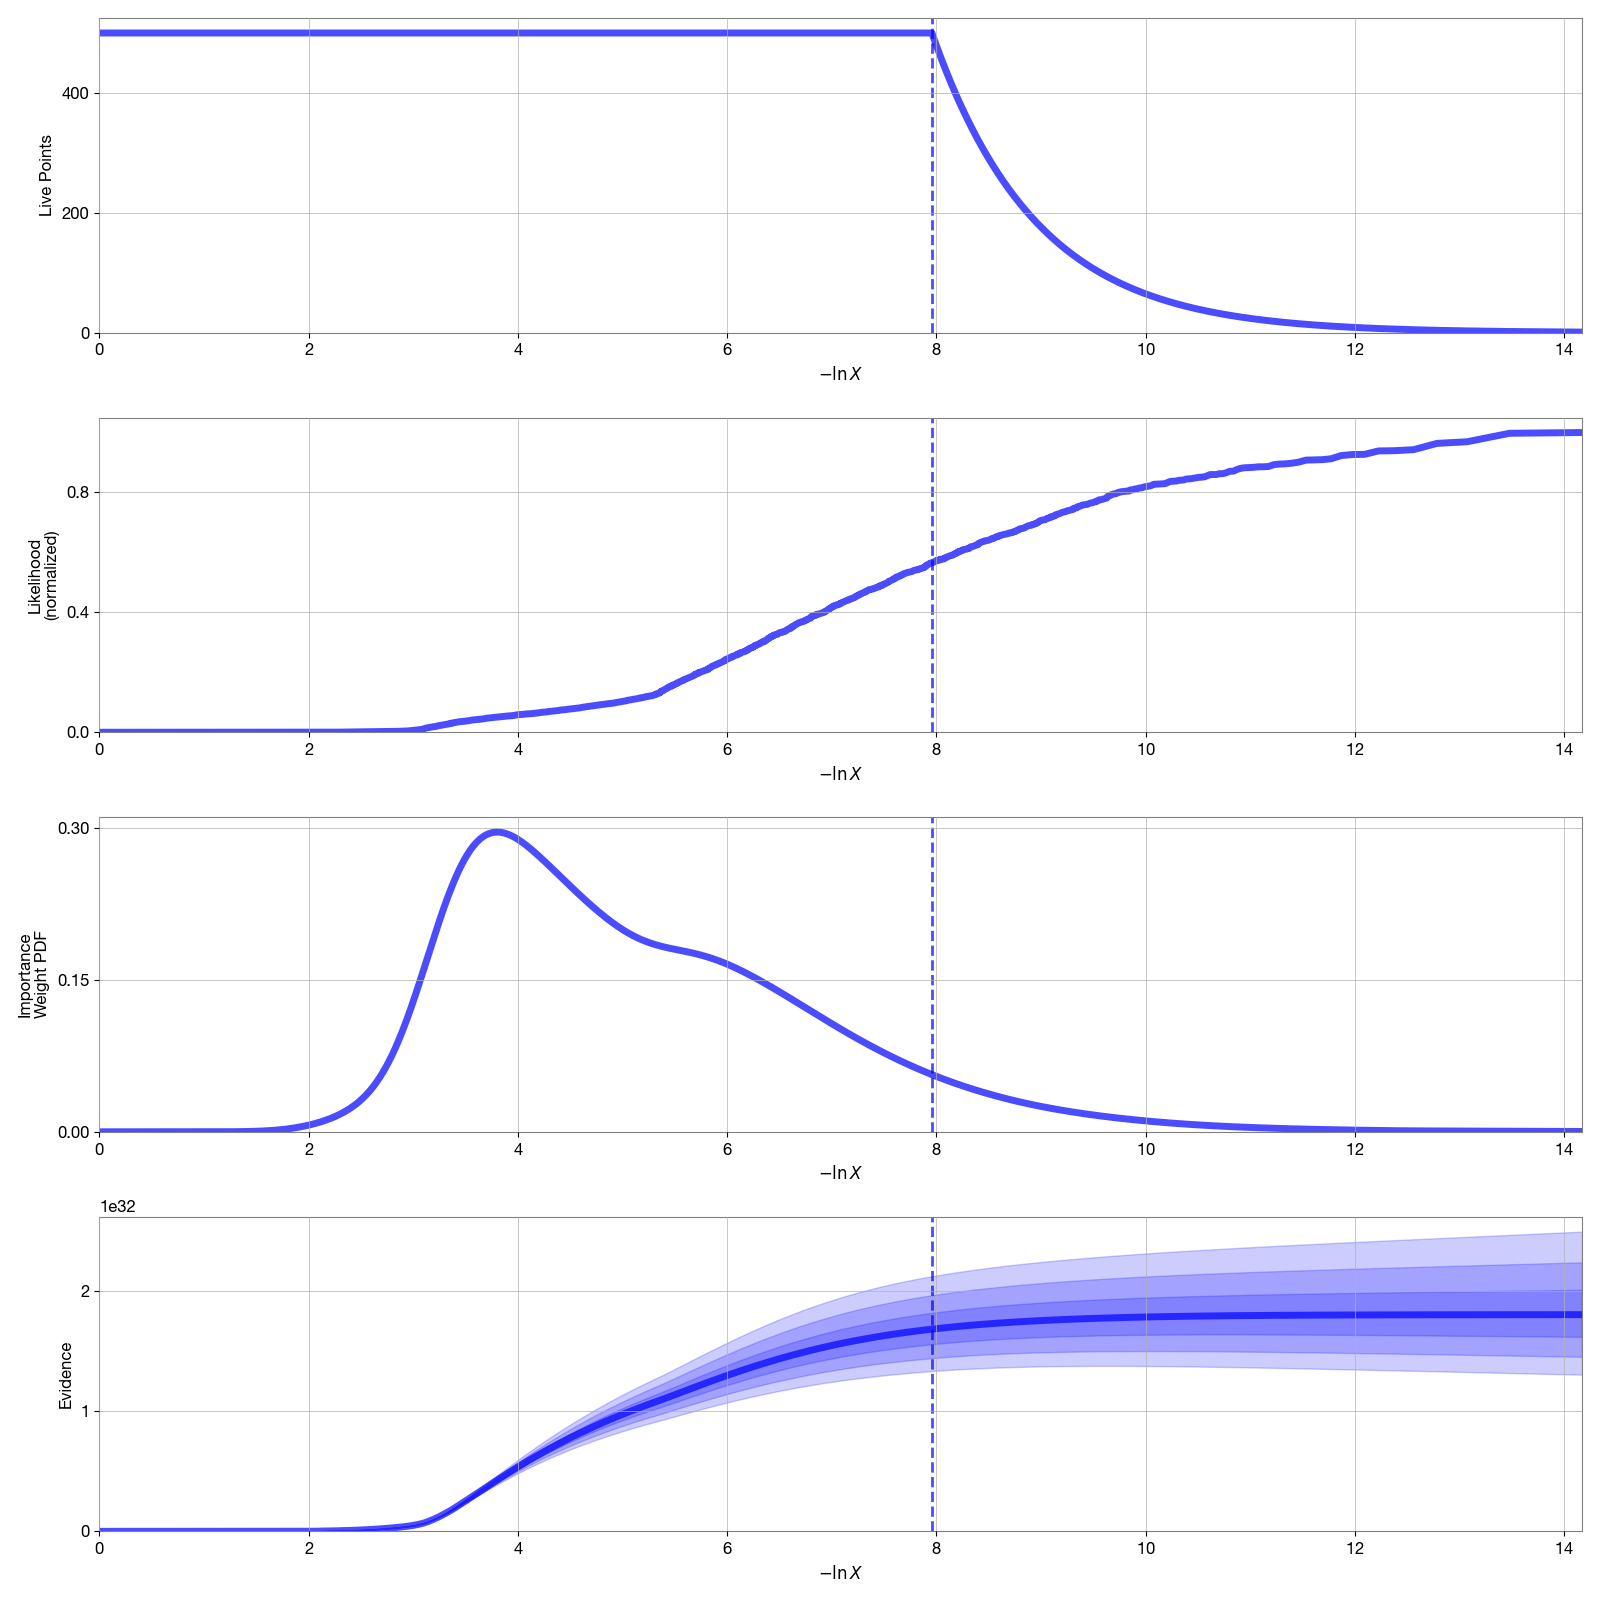 400
200
0
Live Points
0 2 4 6 8 10 12 14
−ln X
0.8
0.4
0.0
Likelihood
(normalized)
0 2 4 6 8 10 12 14
−ln X
0.30
0.15
0.00
Importance
Weight PDF
0 2 4 6 8 10 12 14
−ln X
1e32
2
1
0
Evidence
0 2 4 6 8 10 12 14
−ln X